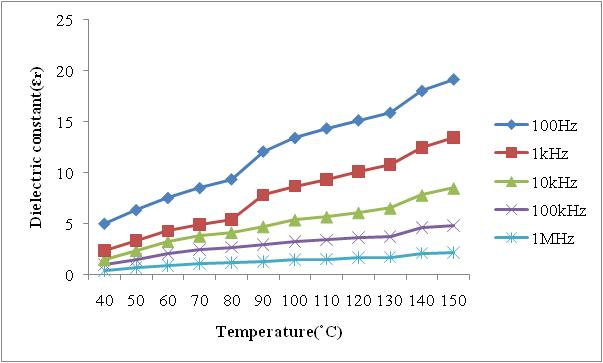 25
20
15
10
5
0
Dielectric constant(εr)
40 50 60 70 80 90 100 110 120 130 140 150
Temperature(˚C)
100Hz
1kHz
10kHz
100kHz
1MHz